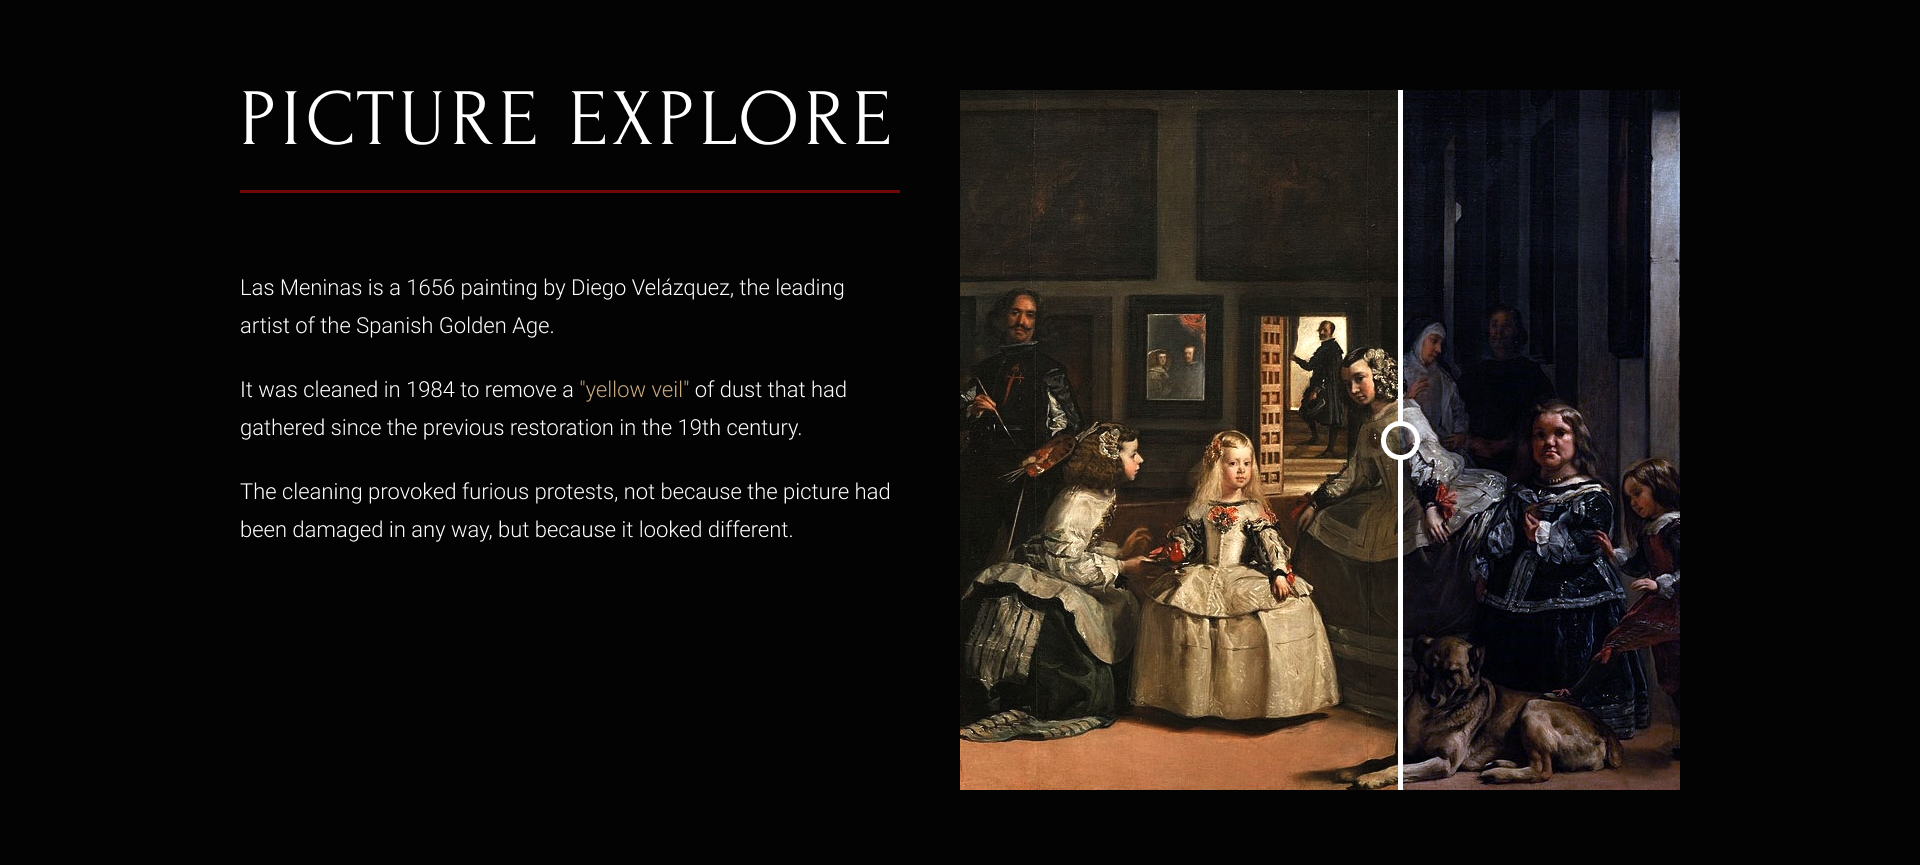 PICTURE EXPLORE
Las Meninas is a 1656 painting by Diego Velázquez, the leading
artist of the Spanish Golden Age.
It was cleaned in 1984 to remove a "yellow veil" of dust that had
gathered since the previous restoration in the 19th century.
The cleaning provoked furious protests, not because the picture had
been damaged in any way, but because it looked different.